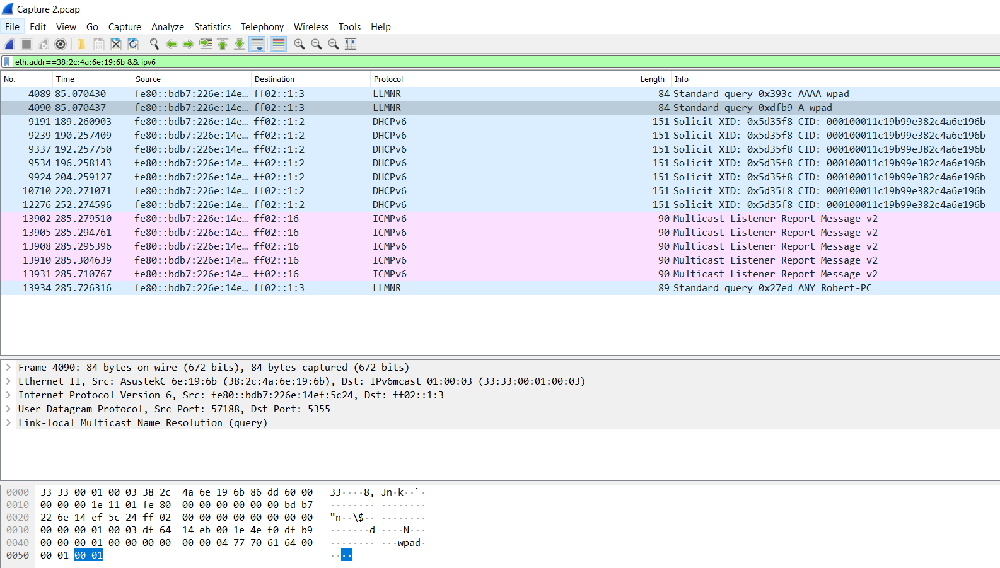 Capture 2.pcap
File Edit View Go Capture Analyze Statistics Telephony Wireless Tools Help
eth.addr==38:2c:4a:6e:19:6b && ipv6
No. Time Source Destination Protocol Length Info
4089 85.070430 fe80::bdb7:226e:14e… ff02::1:3 LLMNR 84 Standard query 0x393c AAAA wpad
4090 85.070437 fe80::bdb7:226e:14e… ff02::1:3 LLMNR 84 Standard query 0xdfb9 A wpad
9191 189.260903 fe80::bdb7:226e:14e… ff02::1:2 DHCPv6 151 Solicit XID: 0x5d35f8 CID: 000100011c19b99e382c4a6e196b
9239 190.257409 fe80::bdb7:226e:14e… ff02::1:2 DHCPv6 151 Solicit XID: 0x5d35f8 CID: 000100011c19b99e382c4a6e196b
9337 192.257750 fe80::bdb7:226e:14e… ff02::1:2 DHCPv6 151 Solicit XID: 0x5d35f8 CID: 000100011c19b99e382c4a6e196b
9534 196.258143 fe80::bdb7:226e:14e… ff02::1:2 DHCPv6 151 Solicit XID: 0x5d35f8 CID: 000100011c19b99e382c4a6e196b
9924 204.259127 fe80::bdb7:226e:14e… ff02::1:2 DHCPv6 151 Solicit XID: 0x5d35f8 CID: 000100011c19b99e382c4a6e196b
10710 220.271071 fe80::bdb7:226e:14e… ff02::1:2 DHCPv6 151 Solicit XID: 0x5d35f8 CID: 000100011c19b99e382c4a6e196b
12276 252.274596 fe80::bdb7:226e:14e… ff02::1:2 DHCPv6 151 Solicit XID: 0x5d35f8 CID: 000100011c19b99e382c4a6e196b
13902 285.279510 fe80::bdb7:226e:14e… ff02::16 ICMPv6 90 Multicast Listener Report Message v2
13905 285.294761 fe80::bdb7:226e:14e… ff02::16 ICMPv6 90 Multicast Listener Report Message v2
13908 285.295396 fe80::bdb7:226e:14e… ff02::16 ICMPv6 90 Multicast Listener Report Message v2
13910 285.304639 fe80::bdb7:226e:14e… ff02::16 ICMPv6 90 Multicast Listener Report Message v2
13931 285.710767 fe80::bdb7:226e:14e… ff02::16 ICMPv6 90 Multicast Listener Report Message v2
13934 285.726316 fe80::bdb7:226e:14e… ff02::1:3 LLMNR 89 Standard query 0x27ed ANY Robert-PC
Frame 4090: 84 bytes on wire (672 bits), 84 bytes captured (672 bits)
Ethernet II, Src: AsustekC_6e:19:6b (38:2c:4a:6e:19:6b), Dst: IPv6mcast_01:00:03 (33:33:00:01:00:03)
Internet Protocol Version 6, Src: fe80::bdb7:226e:14ef:5c24, Dst: ff02::1:3
User Datagram Protocol, Src Port: 57188, Dst Port: 5355
Link-local Multicast Name Resolution (query)
0000 33 33 00 01 00 03 38 2c 4a 6e 19 6b 86 dd 60 00 33····8, Jn·k··`·
0010 00 00 00 1e 11 01 fe 80 00 00 00 00 00 00 bd b7 ········ ········
0020 22 6e 14 ef 5c 24 ff 02 00 00 00 00 00 00 00 00 "n··\$·· ········
0030 00 00 00 01 00 03 df 64 14 eb 00 1e 4e f0 df b9 ·······d ····N···
0040 00 00 00 01 00 00 00 00 00 00 04 77 70 61 64 00 ········ ···wpad·
0050 00 01 00 01 ····